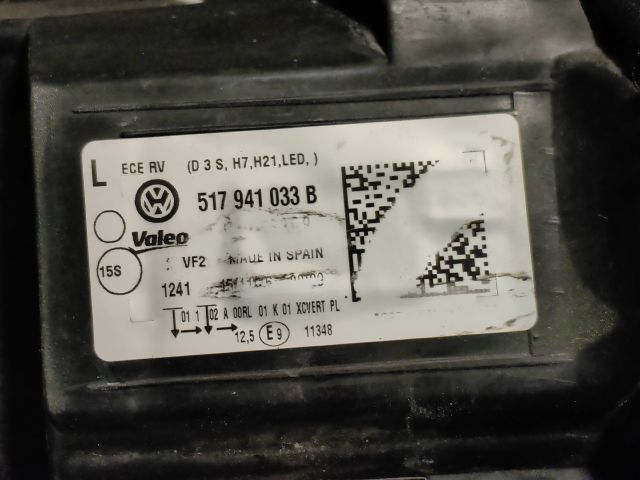 L ECE RV (D 3 S, H7,H21,LED, )
517 941 033 B
Valeo
15S VF2 MADE IN SPAIN
1241
01 1 02 A 00RL 01 K 01 XCVERT PL
12,5 E9 11348